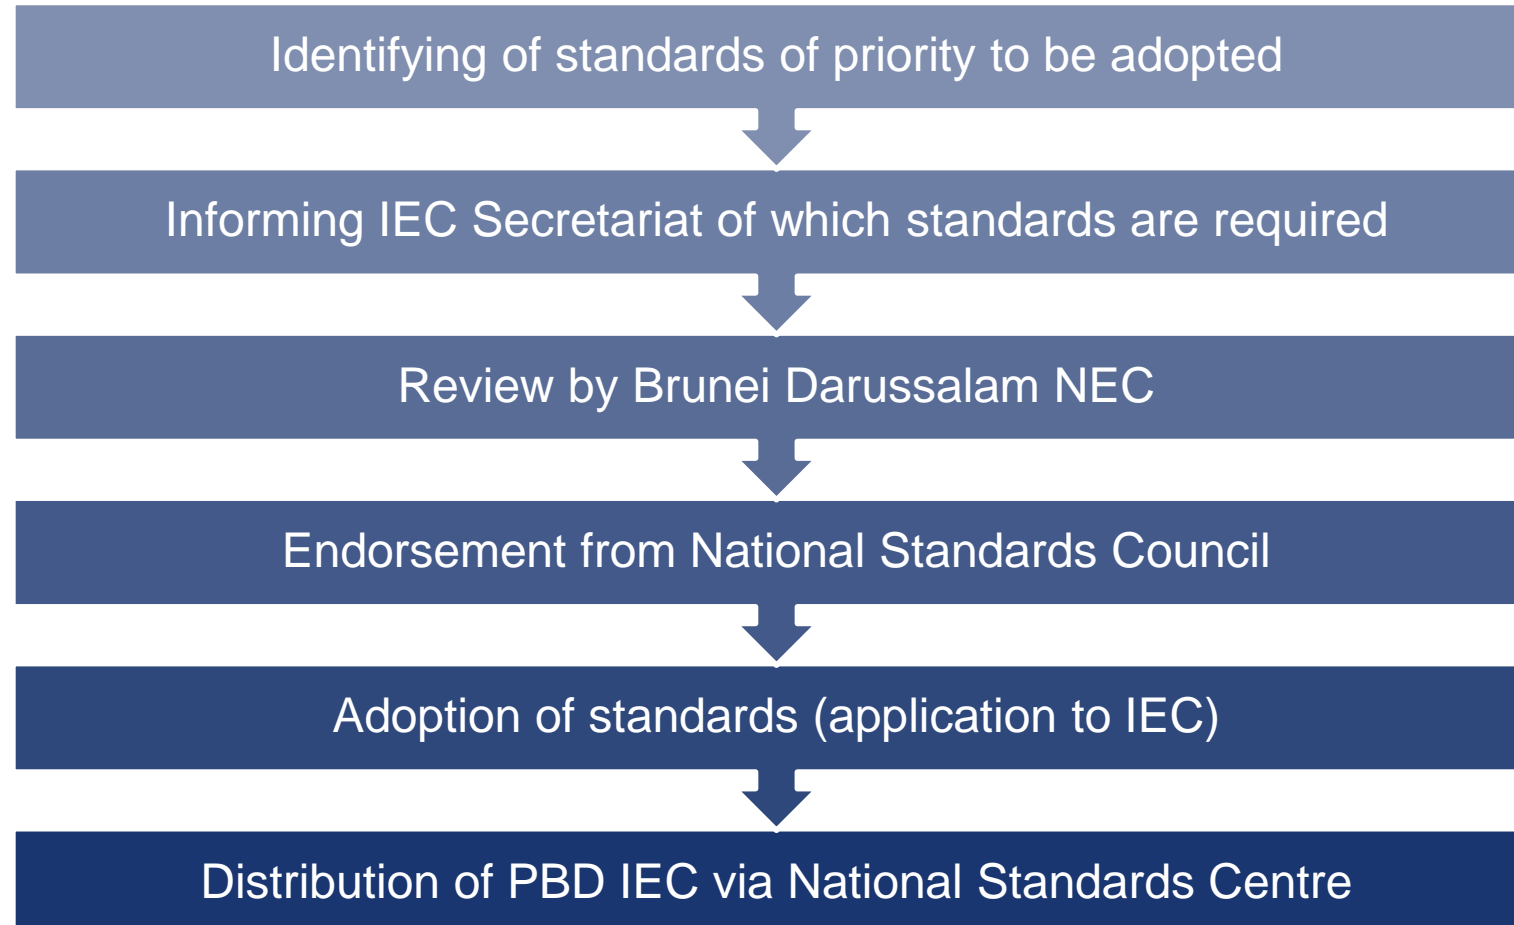 Identifying of standards of priority to be adopted
Informing IEC Secretariat of which standards are required
Review by Brunei Darussalam NEC
Endorsement from National Standards Council
Adoption of standards (application to IEC)
Distribution of PBD IEC via National Standards Centre